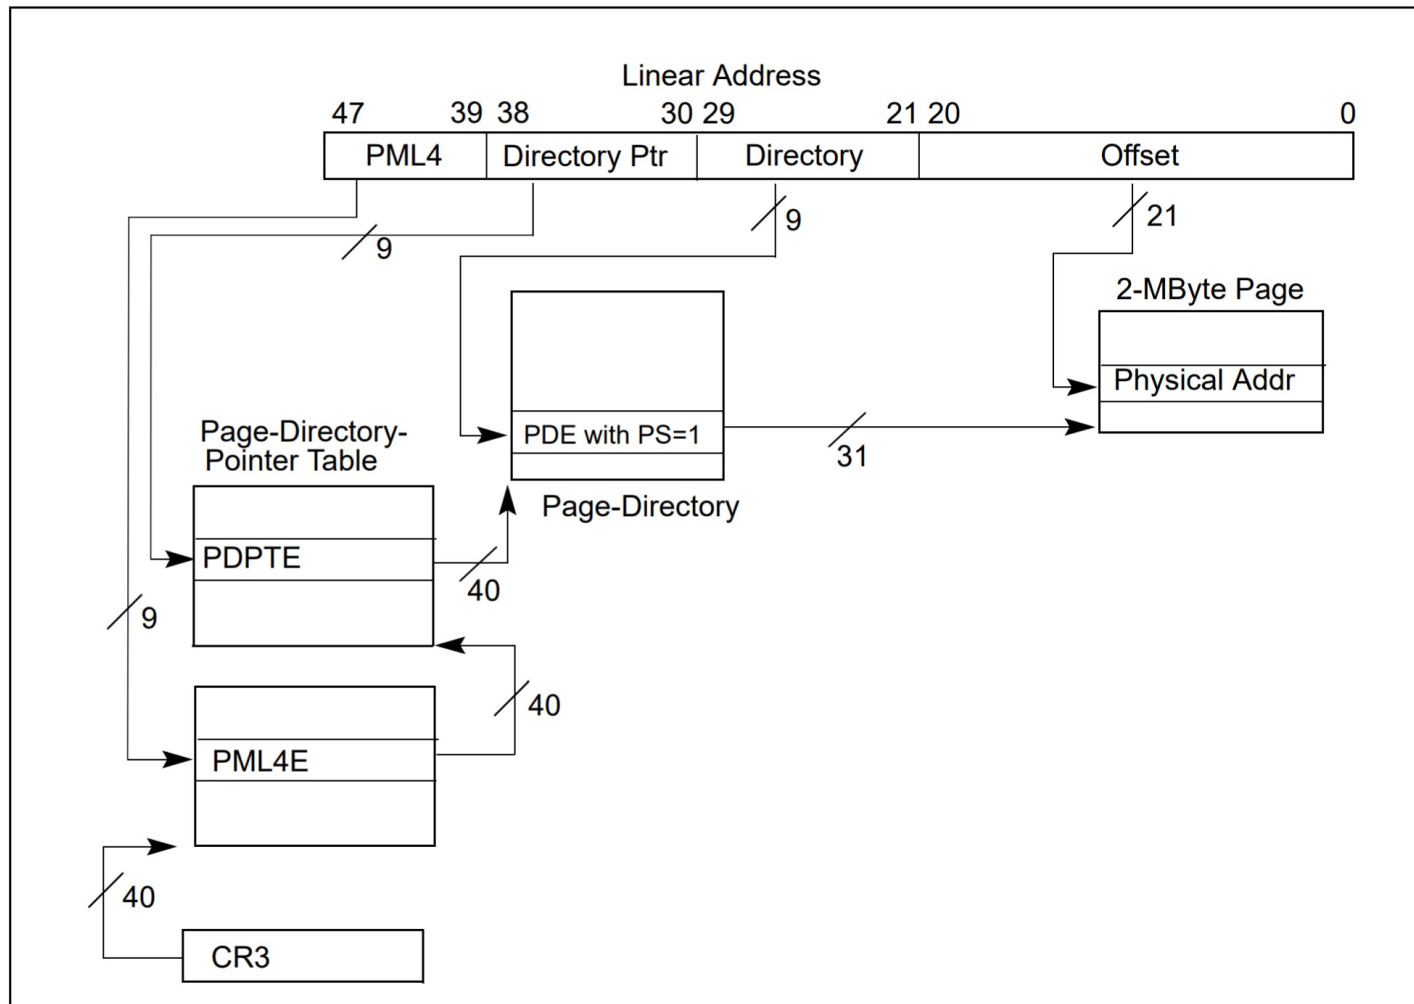 Linear Address
47 39 38 30 29 21 20 0
PML4 Directory Ptr Directory Offset
9
9
21
2-MByte Page
Physical Addr
PDE with PS=1
31
Page-Directory-
Pointer Table
Page-Directory
PDPTE
40
9
40
PML4E
40
CR3